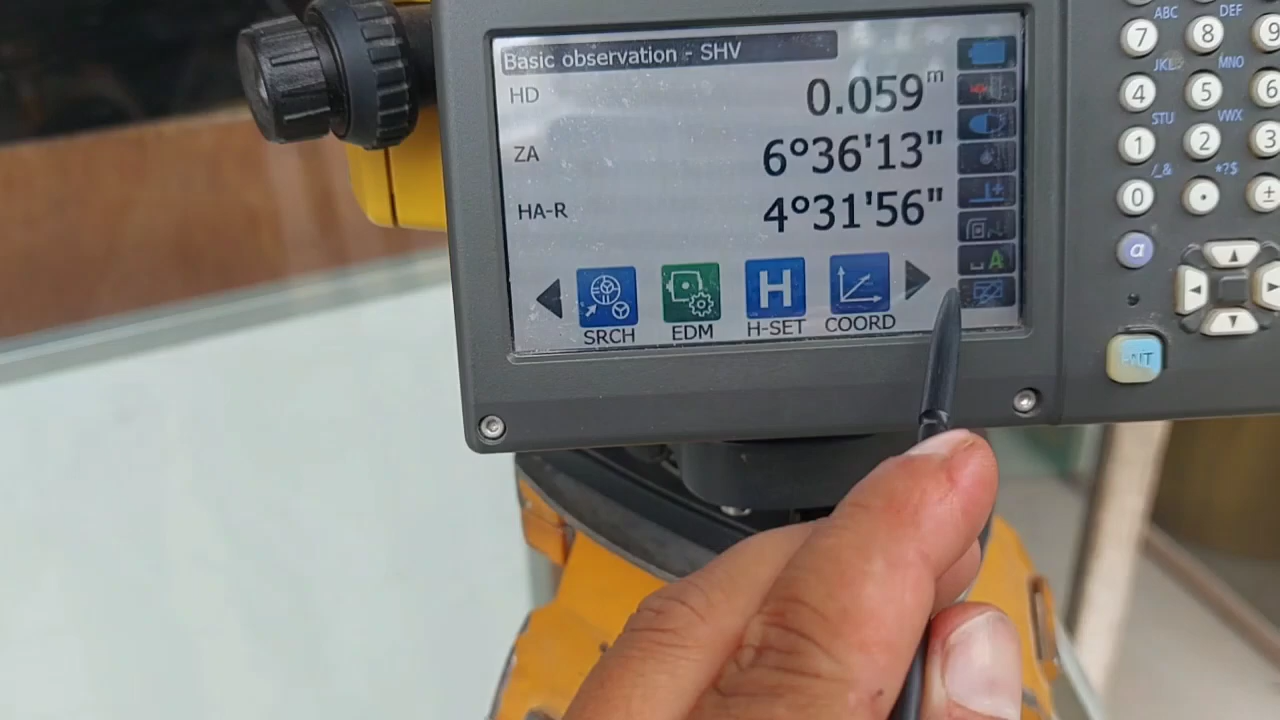 Basic observation - SHV
HD 0.059m
ZA 6°36'13"
HA-R 4°31'56"
SRCH EDM H-SET COORD
H
A
ABC DEF
7 8 9
JKL MNO
4 5 6
STU VWX
1 2 3
/_& *?$
0 • ±
α